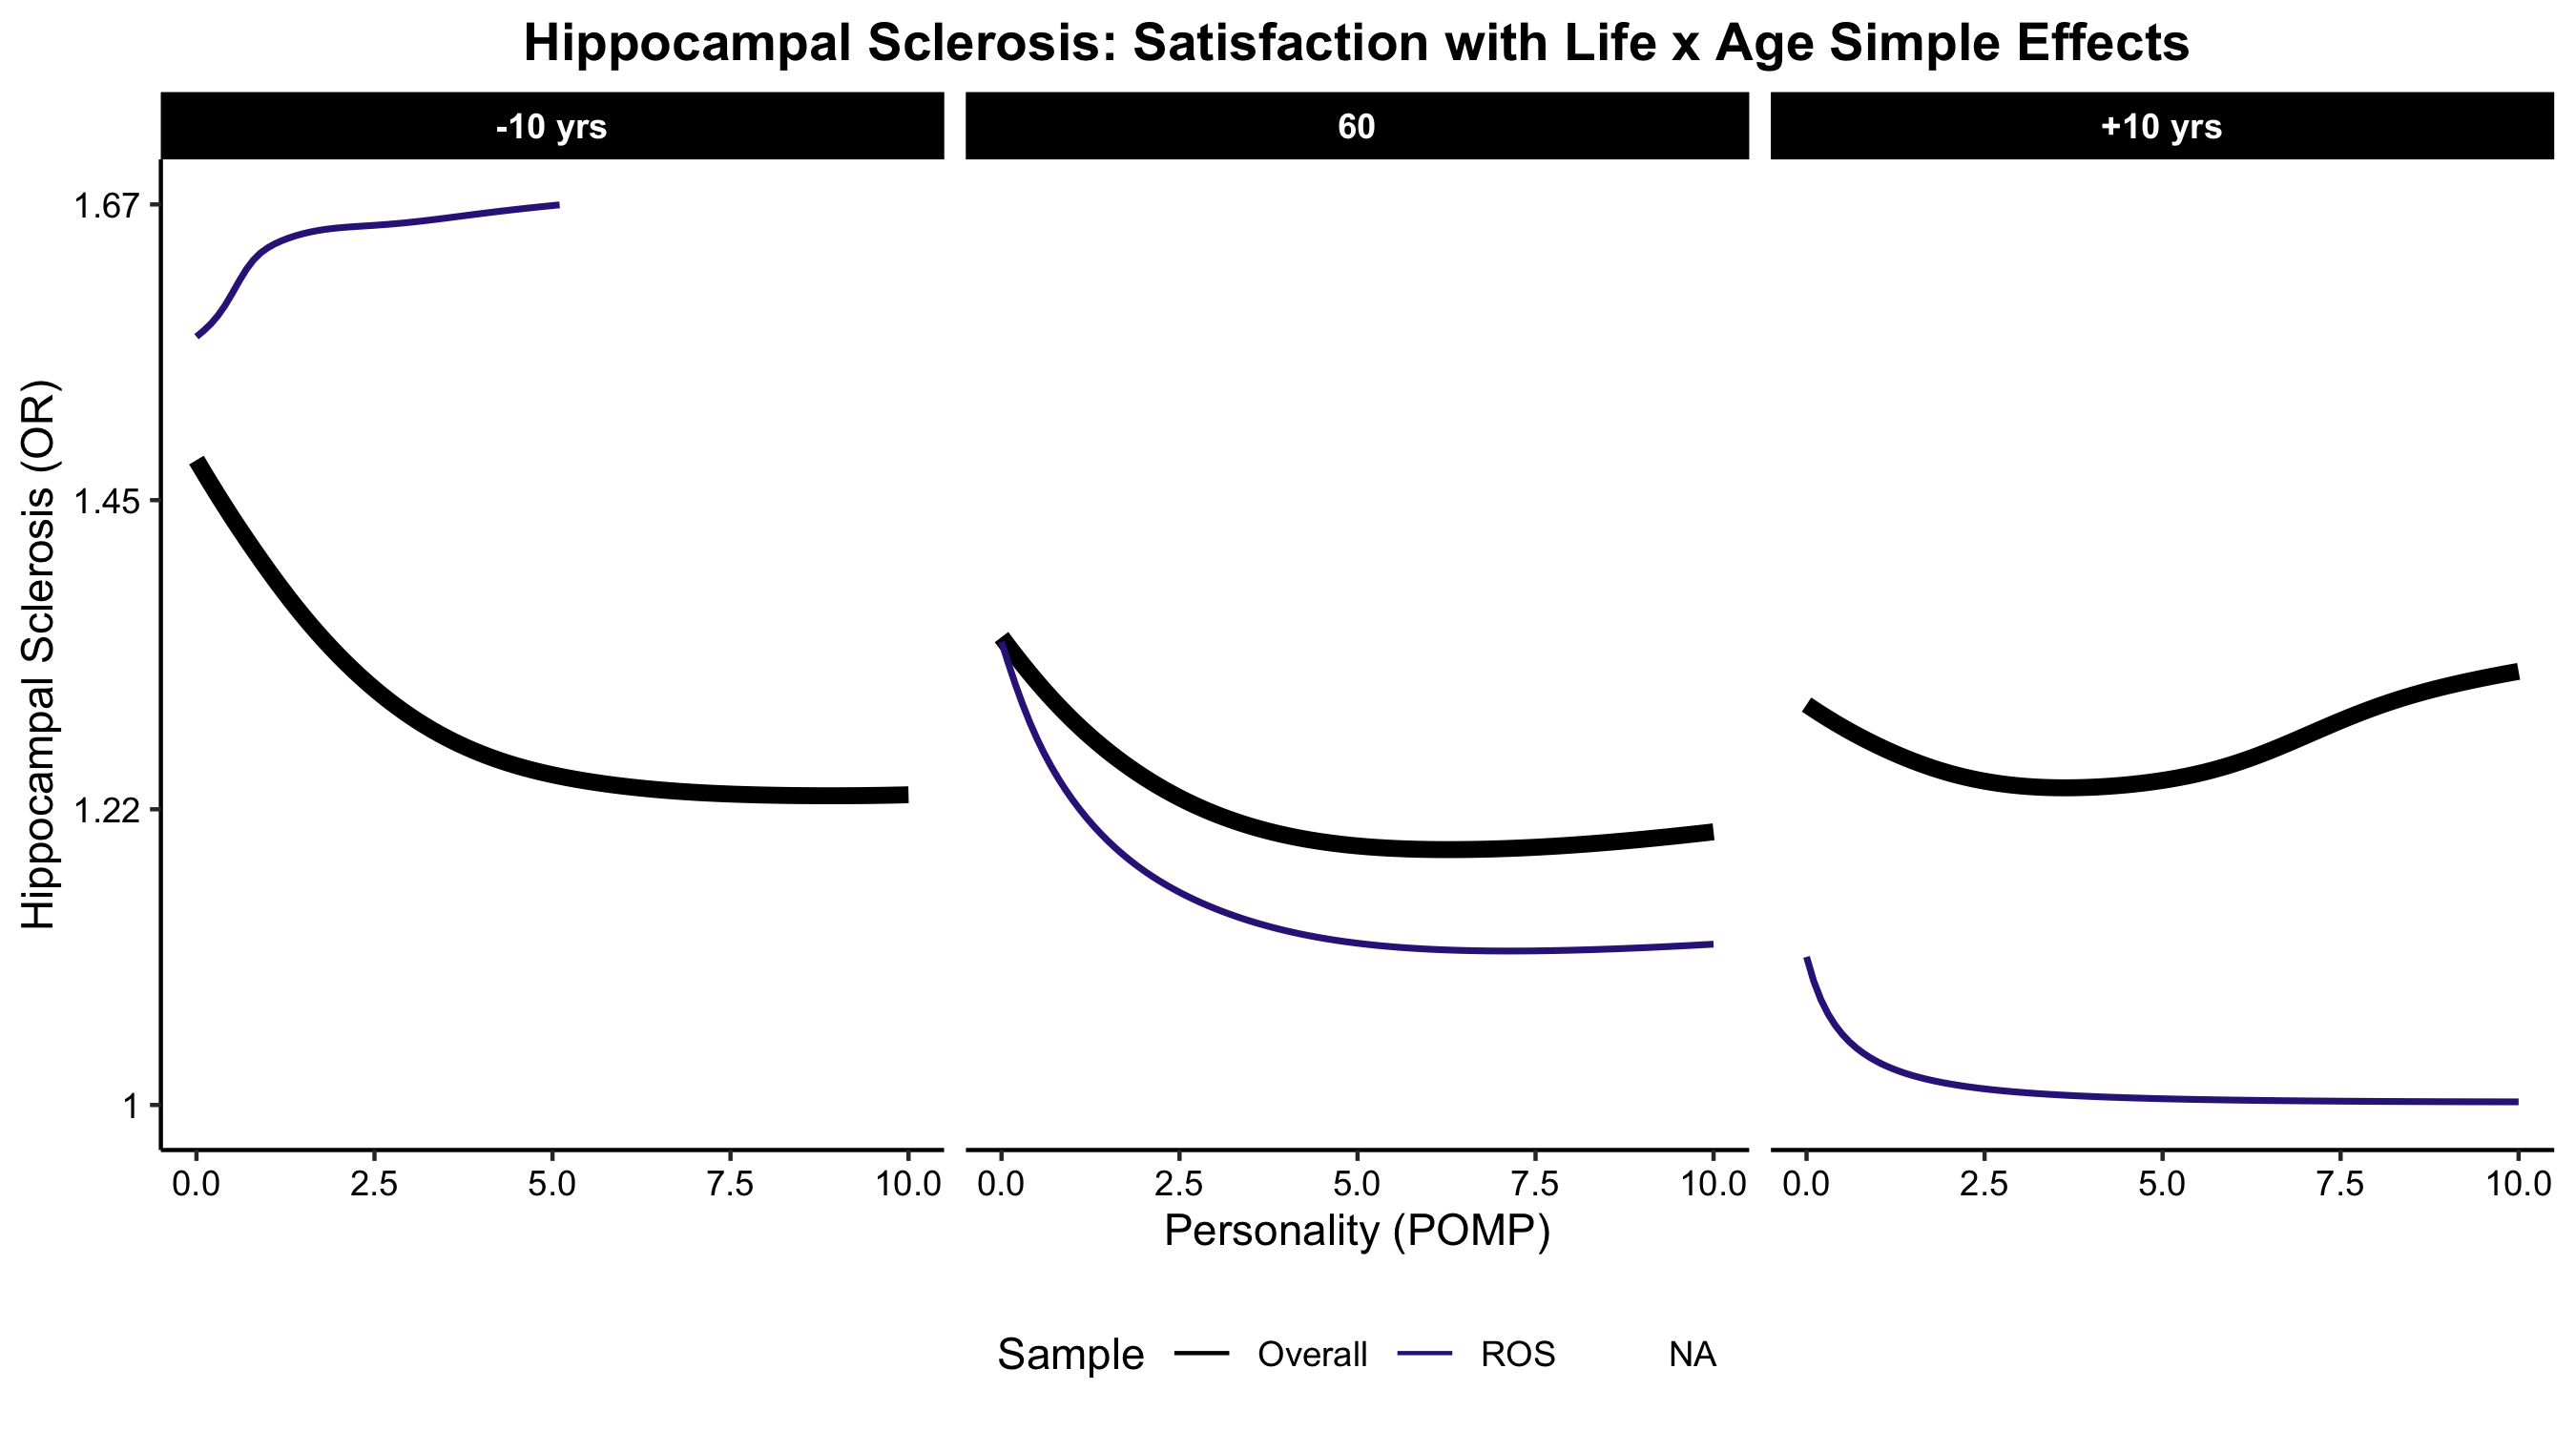 Hippocampal Sclerosis: Satisfaction with Life x Age Simple Effects
-10 yrs
60
+10 yrs
Hippocampal Sclerosis (OR)
1.67
1.45
1.22
1
0.0 2.5 5.0 7.5 10.0
0.0 2.5 5.0 7.5 10.0
0.0 2.5 5.0 7.5 10.0
Personality (POMP)
Sample Overall ROS NA